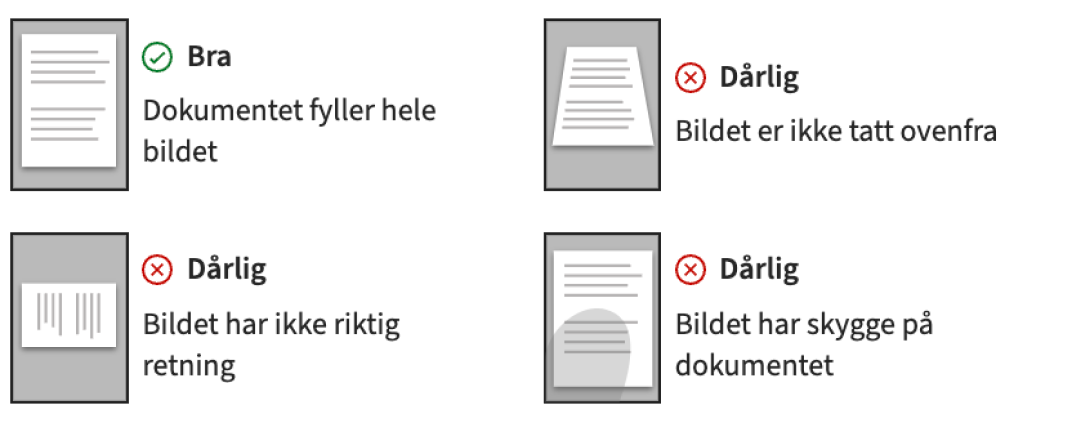 Bra
Dokumentet fyller hele
bildet
Dårlig
Bildet er ikke tatt ovenfra
Dårlig
Bildet har ikke riktig
retning
Dårlig
Bildet har skygge på
dokumentet